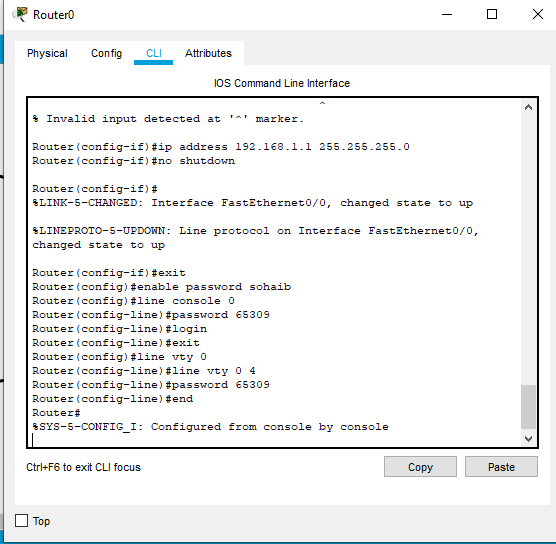 Router0
Physical Config CLI Attributes
IOS Command Line Interface
^
% Invalid input detected at '^' marker.
Router(config-if)#ip address 192.168.1.1 255.255.255.0
Router(config-if)#no shutdown
Router(config-if)#
%LINK-5-CHANGED: Interface FastEthernet0/0, changed state to up
%LINEPROTO-5-UPDOWN: Line protocol on Interface FastEthernet0/0,
changed state to up
Router(config-if)#exit
Router(config)#enable password sohaib
Router(config)#line console 0
Router(config-line)#password 65309
Router(config-line)#login
Router(config-line)#exit
Router(config)#line vty 0
Router(config-line)#line vty 0 4
Router(config-line)#password 65309
Router(config-line)#end
Router#
%SYS-5-CONFIG_I: Configured from console by console
Ctrl+F6 to exit CLI focus
Copy Paste
Top